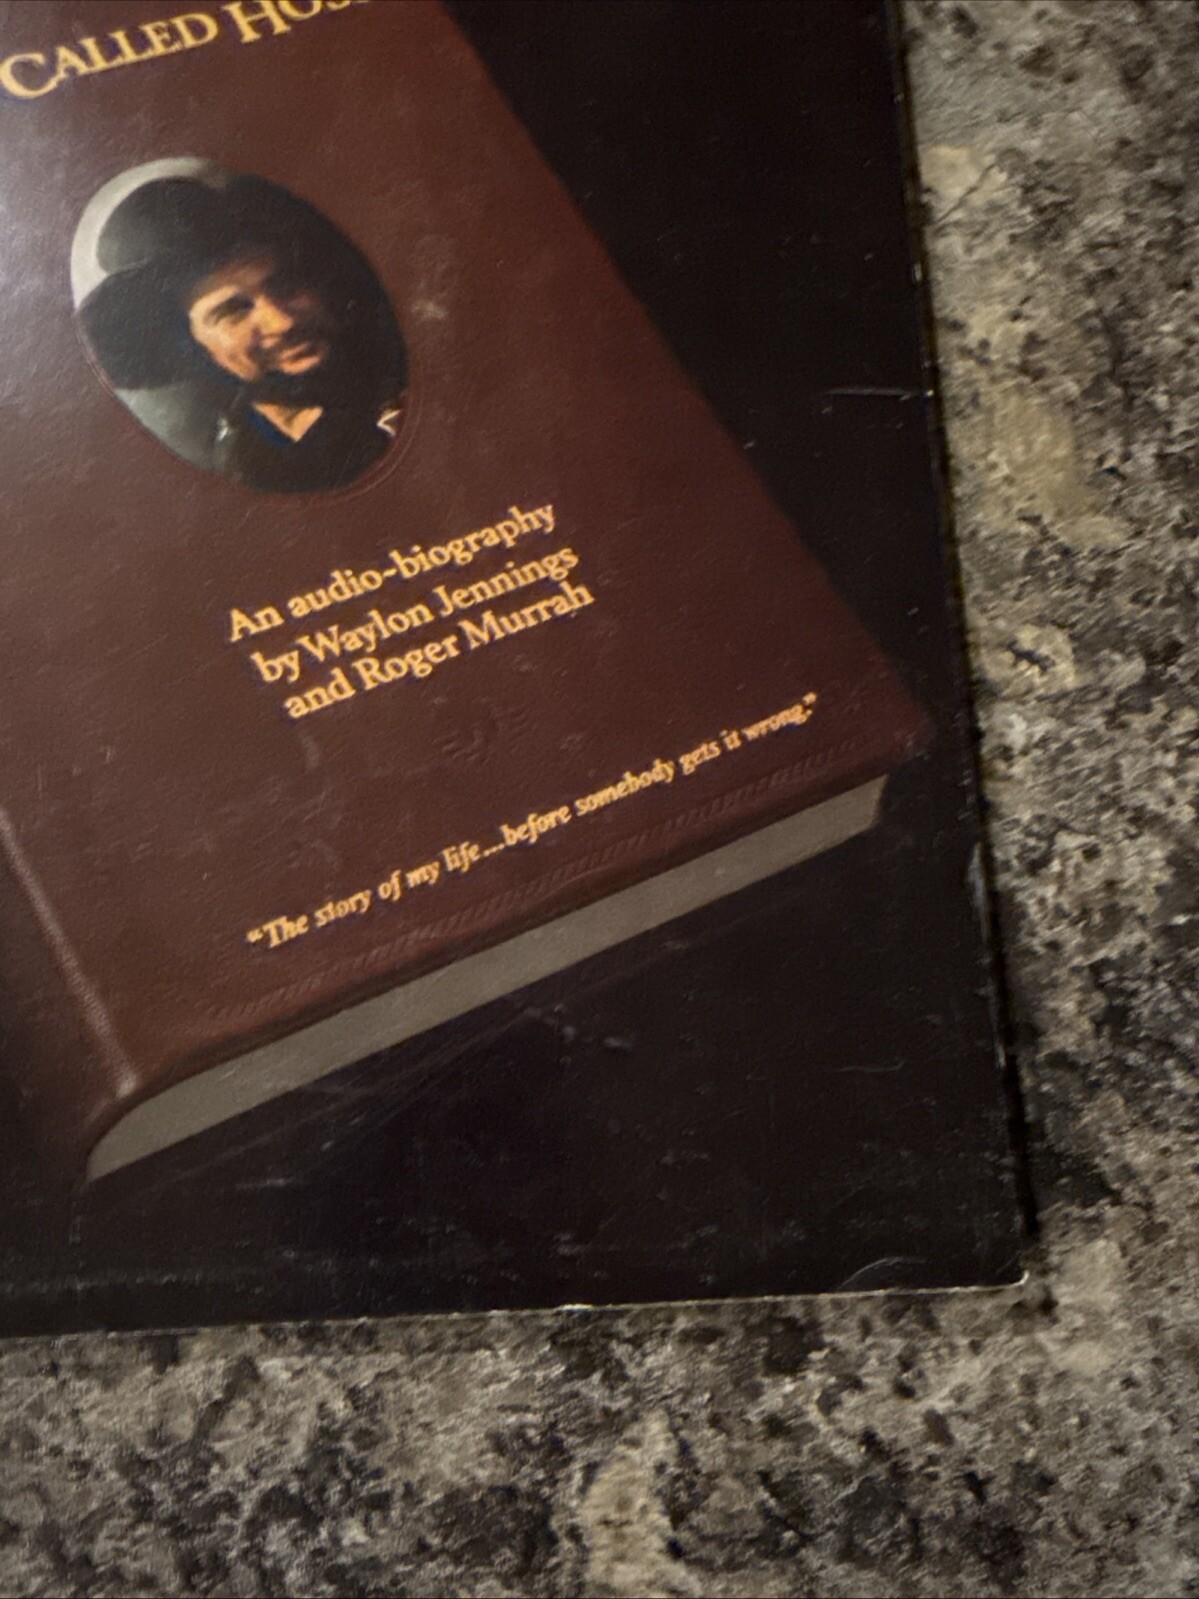 CALLED HOS
An audio-biography
by Waylon Jennings
and Roger Murrah
"The story of my life...before somebody gets it wrong."